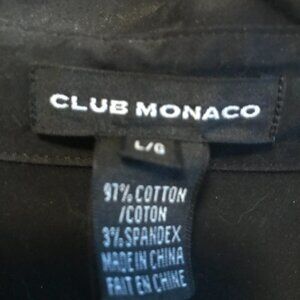 CLUB MONACO
L/G
97% COTTON
/COTON
3% SPANDEX
MADE IN CHINA
FAIT EN CHINE